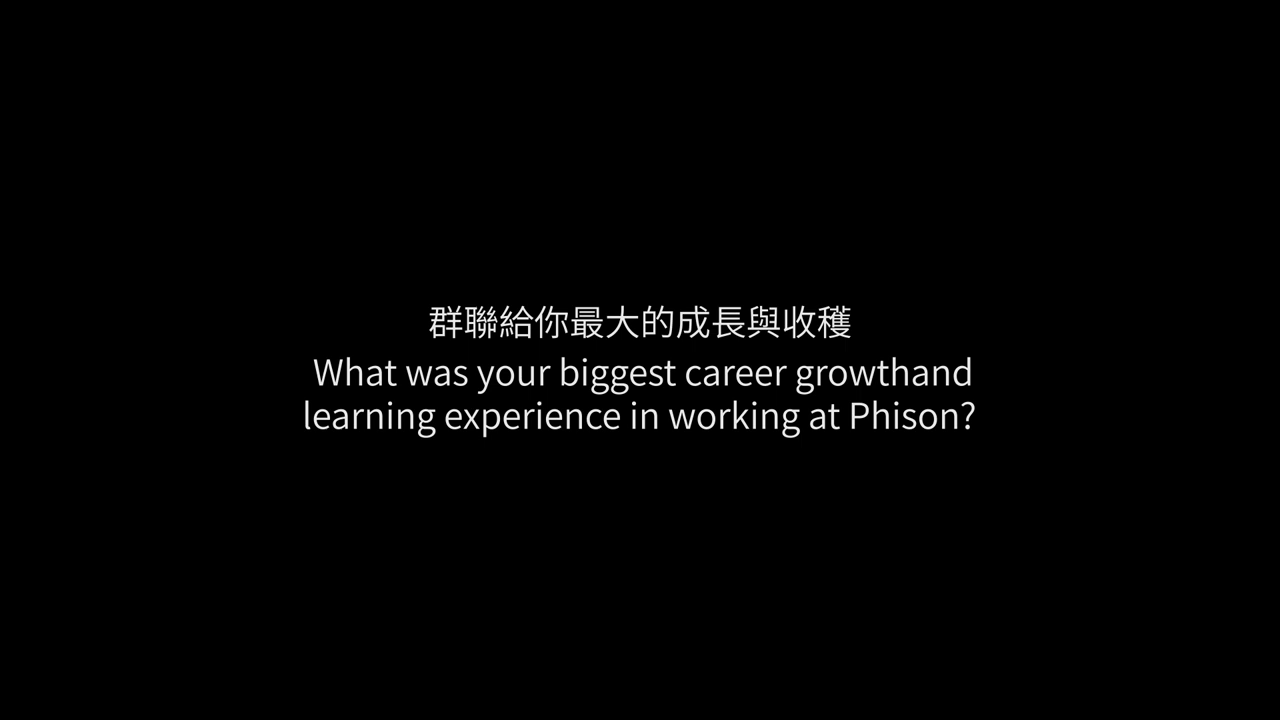 群聯給你最大的成長與收穫
What was your biggest career growthand
learning experience in working at Phison?